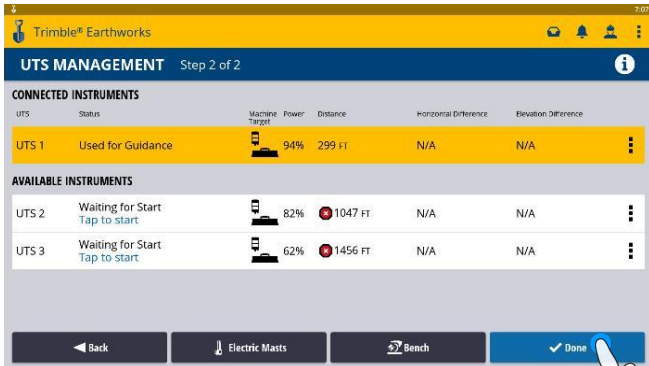 7:07
Trimble® Earthworks
UTS MANAGEMENT Step 2 of 2
CONNECTED INSTRUMENTS
UTS Status Machine Target Power Distance Horizontal Difference Elevation Difference
UTS 1 Used for Guidance 94% 299 FT N/A N/A
AVAILABLE INSTRUMENTS
UTS 2 Waiting for Start 82% 1047 FT N/A N/A
Tap to start
UTS 3 Waiting for Start 62% 1456 FT N/A N/A
Tap to start
Back Electric Masts Bench Done